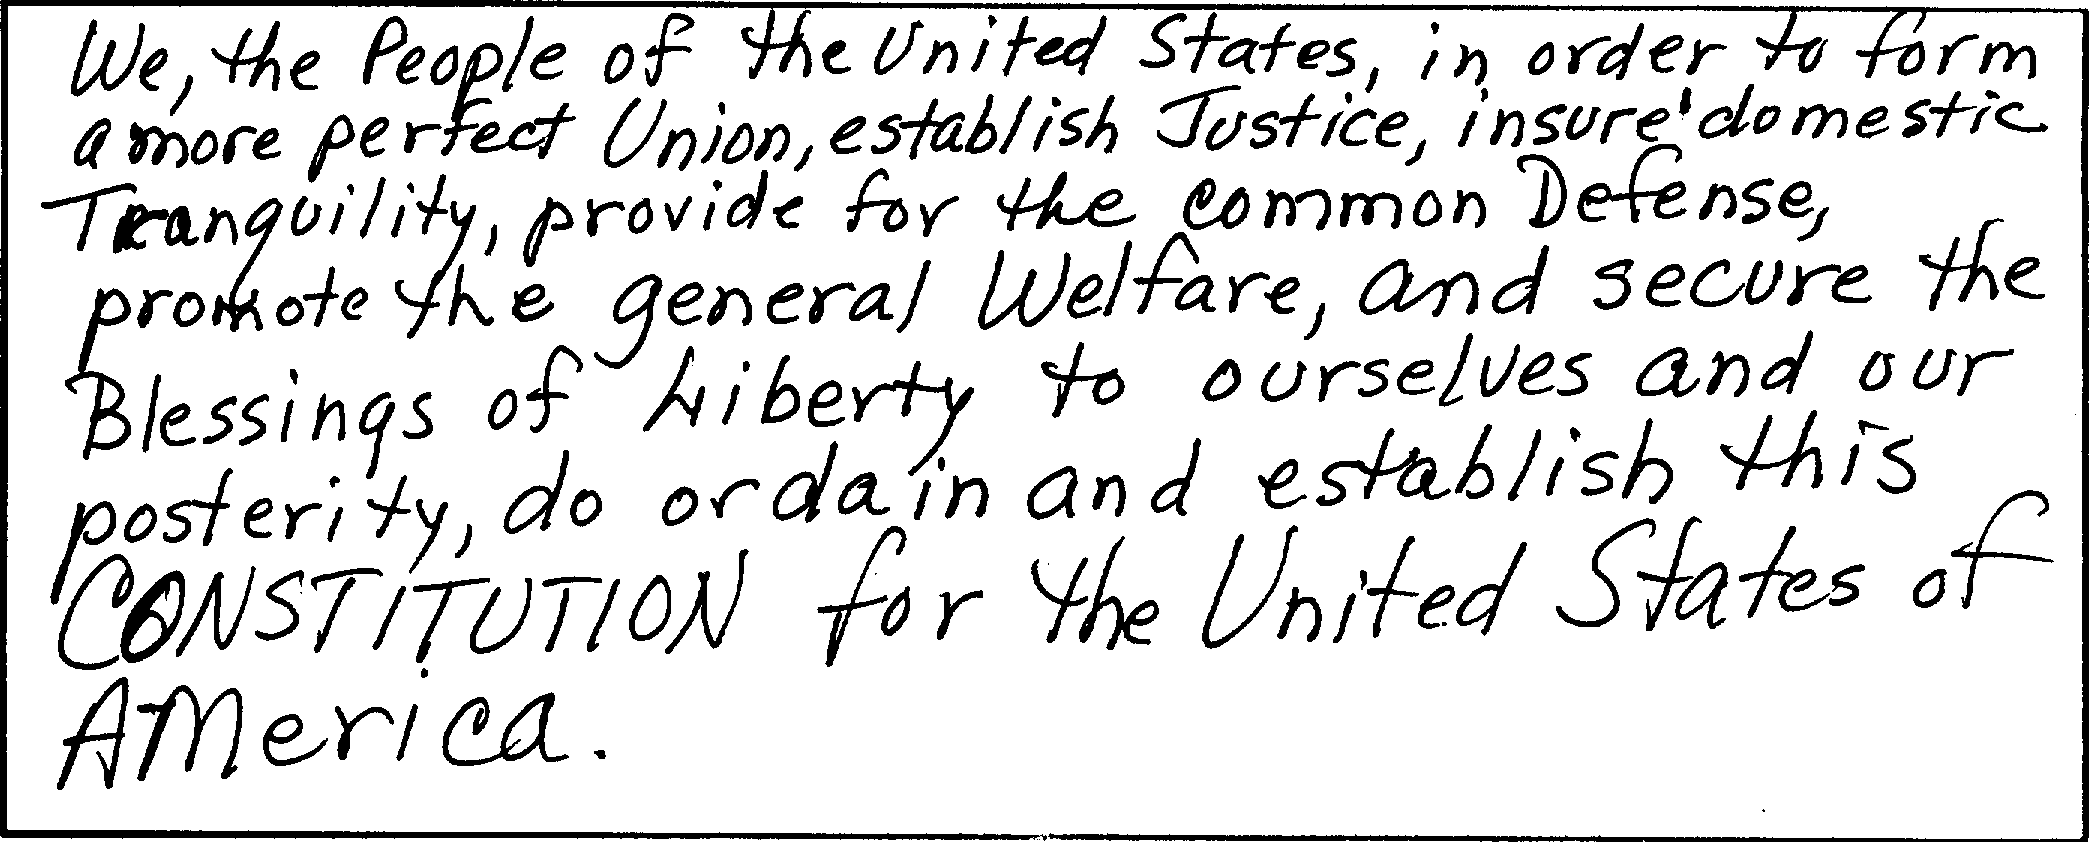 We, the People of the United States, in order to form
a more perfect Union, establish Justice, insure domestic
Tranquility, provide for the common Defense,
promote the general Welfare, and secure the
Blessings of Liberty to ourselves and our
posterity, do ordain and establish this
CONSTITUTION for the United States of
AMerica.